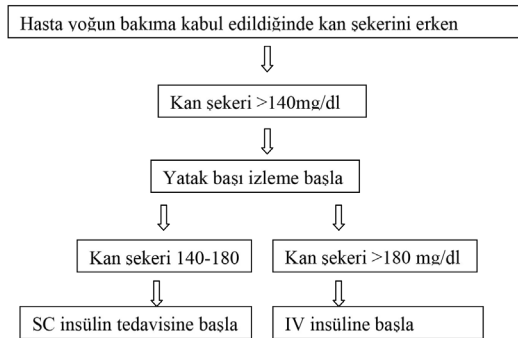 Hasta yoğun bakıma kabul edildiğinde kan şekerini erken
Kan şekeri >140mg/dl
Yatak başı izleme başla
Kan şekeri 140-180
Kan şekeri >180 mg/dl
SC insülin tedavisine başla
IV insüline başla